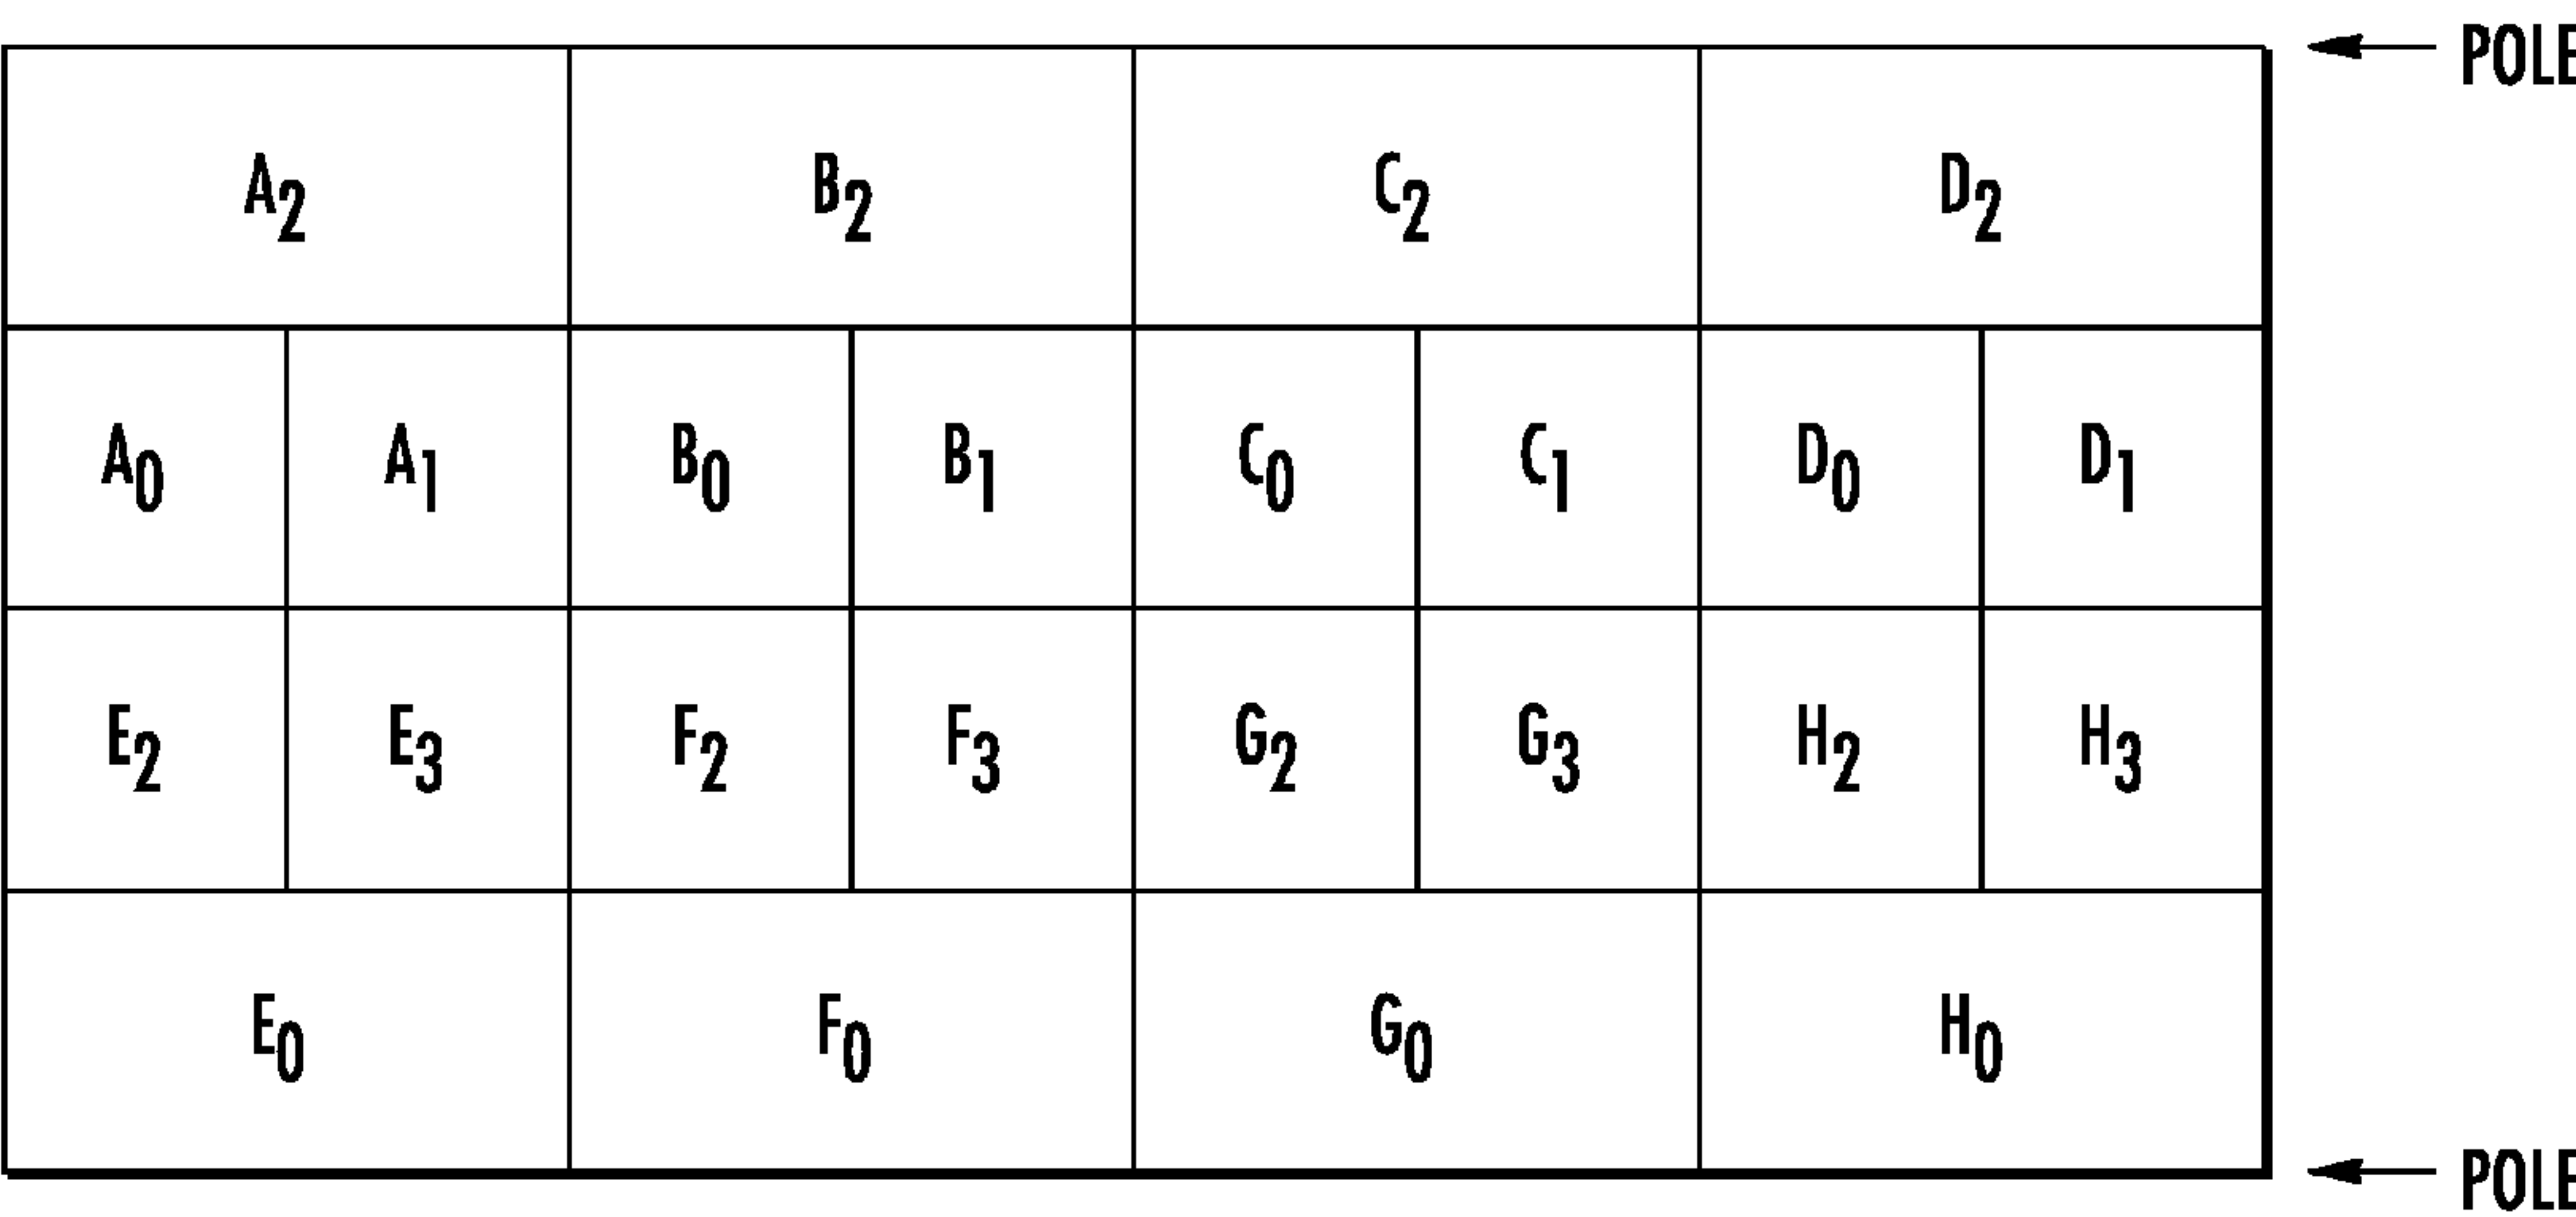 POLE
A2 B2 C2 D2
A0 A1 B0 B1 C0 C1 D0 D1
E2 E3 F2 F3 G2 G3 H2 H3
E0 F0 G0 H0
POLE